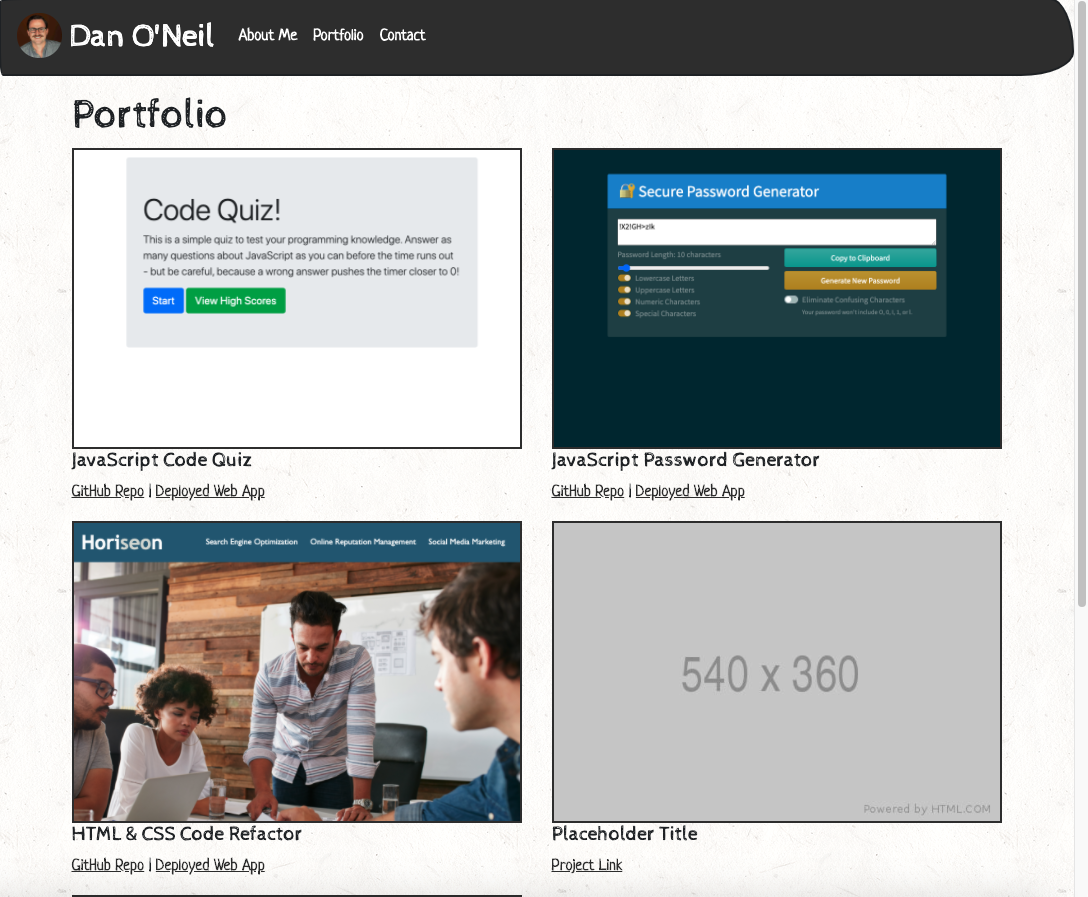 Dan O'Neil About Me Portfolio Contact
Portfolio
Code Quiz!
This is a simple quiz to test your programming knowledge. Answer as
many questions about JavaScript as you can before the time runs out
- but be careful, because a wrong answer pushes the timer closer to 0!
Start View High Scores
JavaScript Code Quiz
GitHub Repo | Deployed Web App
Secure Password Generator
!X2!GH>zIk
Password Length: 10 characters
Lowercase Letters
Uppercase Letters
Numeric Characters
Special Characters
Copy to Clipboard
Generate New Password
Eliminate Confusing Characters
Your password won't include O, 0, I, 1, or l
JavaScript Password Generator
GitHub Repo | Deployed Web App
Horiseon Search Engine Optimization Online Reputation Management Social Media Marketing
HTML & CSS Code Refactor
GitHub Repo | Deployed Web App
540 x 360
Powered by HTML.COM
Placeholder Title
Project Link